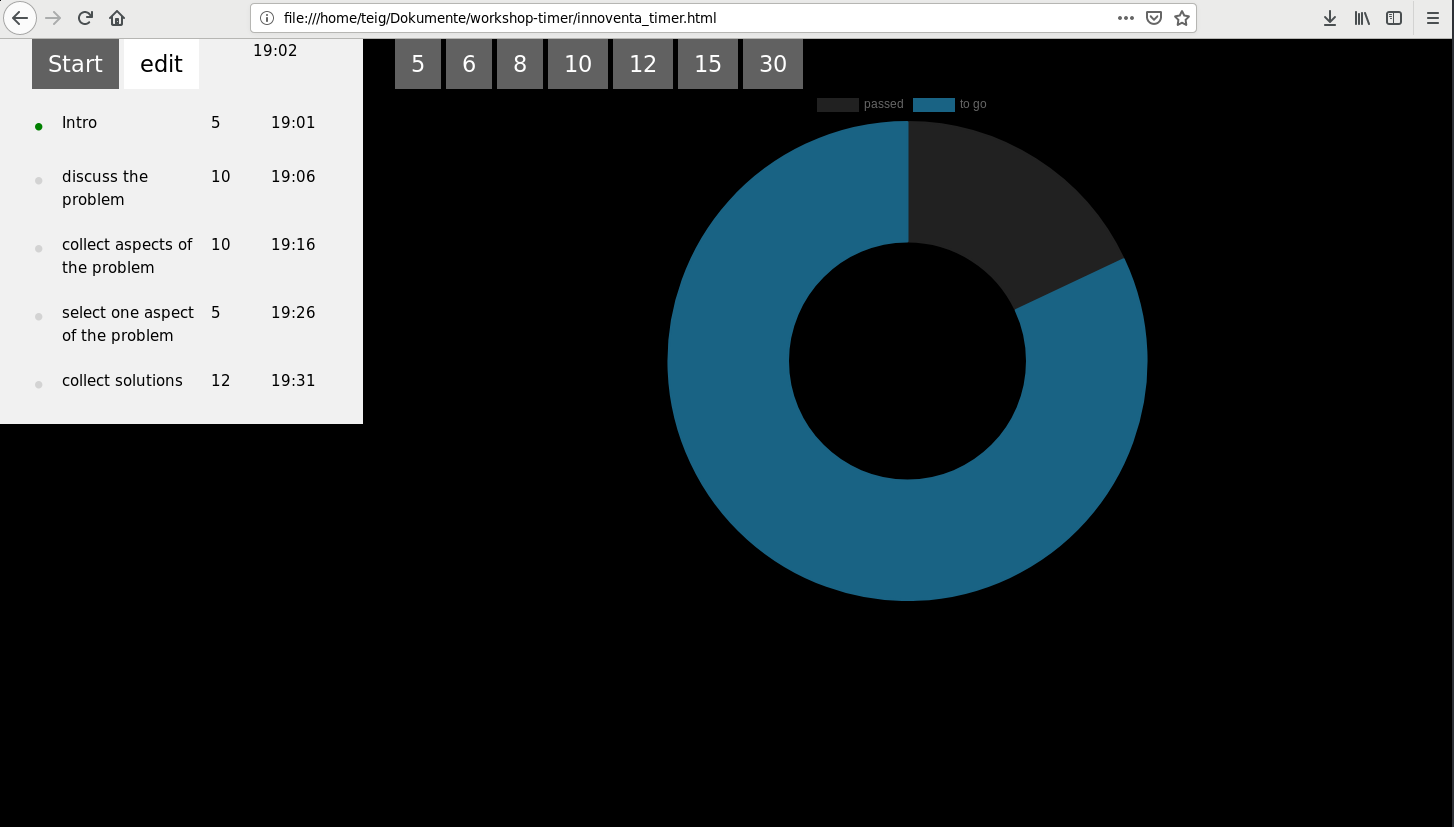 file:///home/teig/Dokumente/workshop-timer/innoventa_timer.html
Start edit 19:02
5 6 8 10 12 15 30
passed to go
Intro 5 19:01
discuss the 10 19:06
problem
collect aspects of 10 19:16
the problem
select one aspect 5 19:26
of the problem
collect solutions 12 19:31